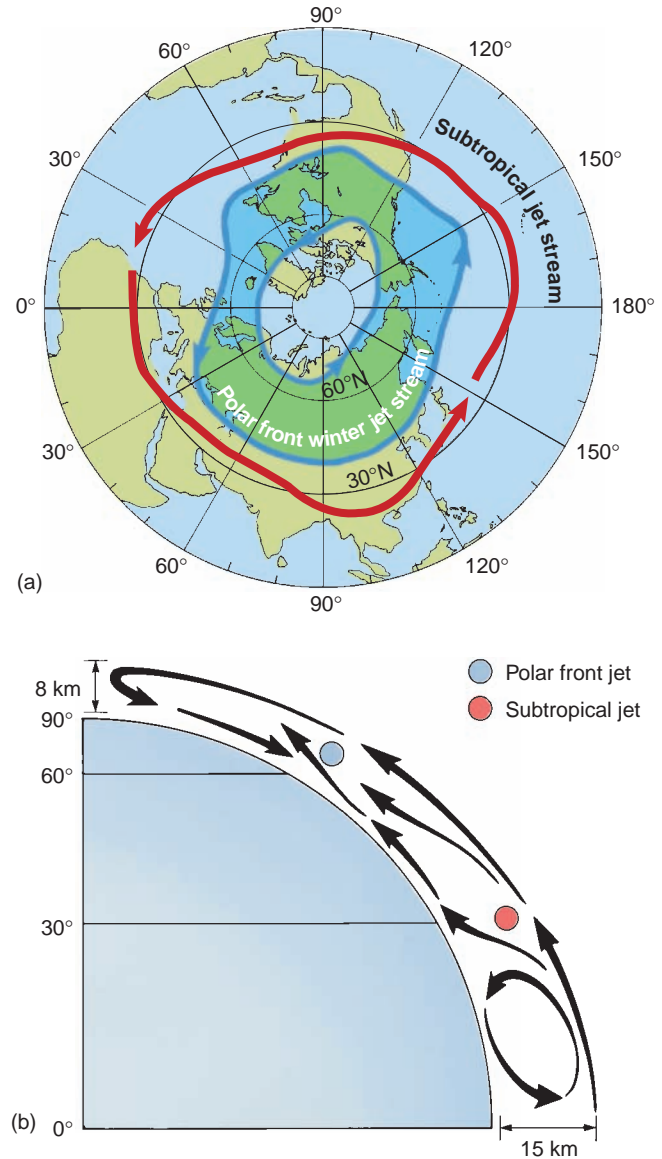 90°
60°
120°
30°
150°
Subtropical jet stream
0°
180°
Polar front winter jet stream
60°N
30°N
30°
150°
60°
120°
90°
(a)
8 km
Polar front jet
Subtropical jet
90°
60°
30°
0°
(b)
15 km